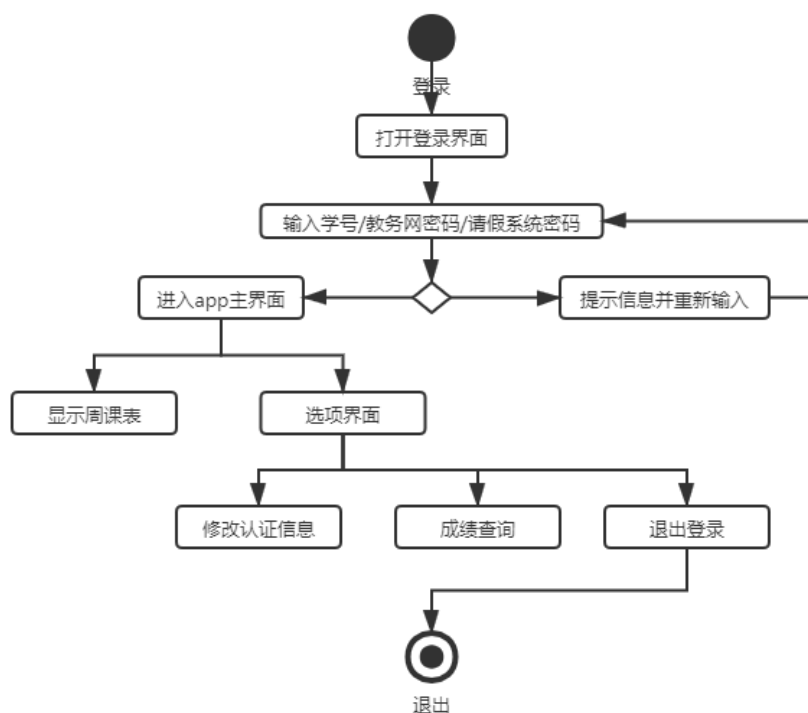 登录
打开登录界面
输入学号/教务网密码/请假系统密码
进入app主界面
提示信息并重新输入
显示周课表
选项界面
修改认证信息
成绩查询
退出登录
退出